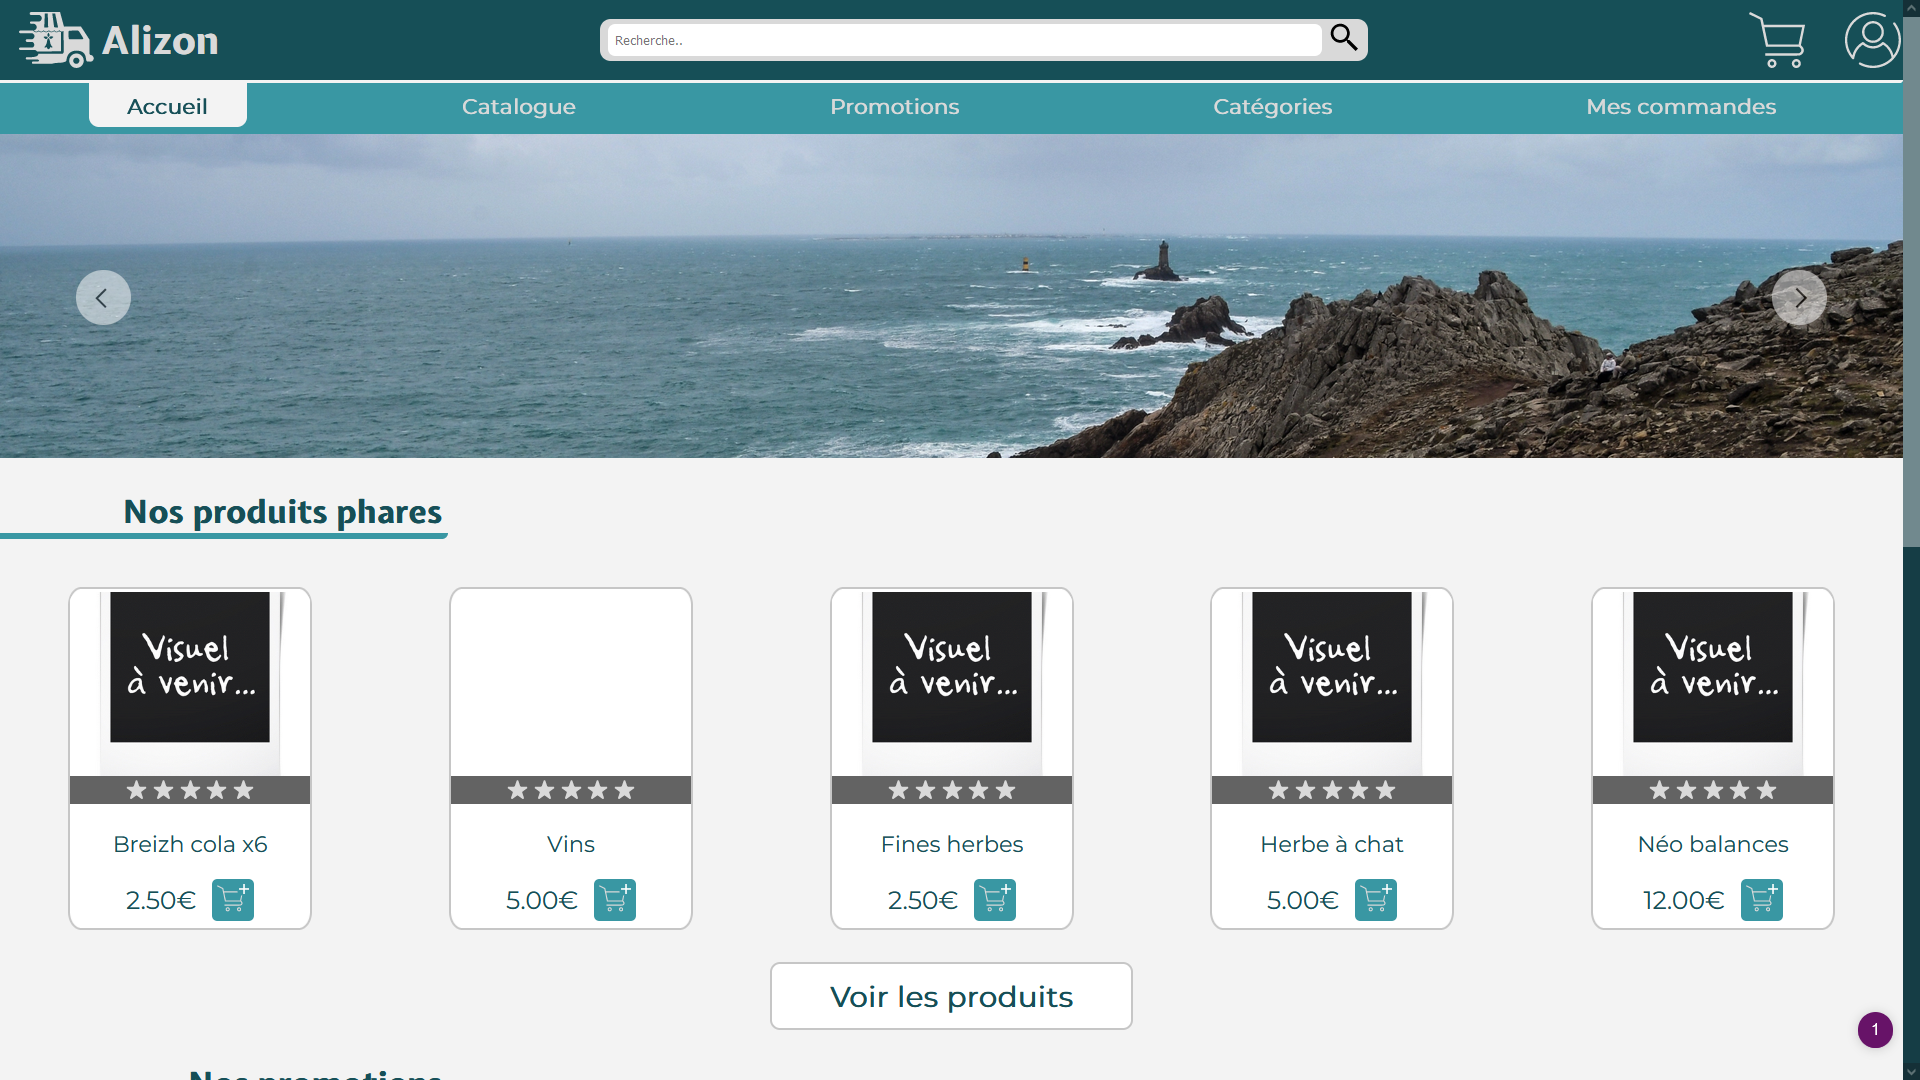 Alizon
Recherche..
Accueil
Catalogue
Promotions
Catégories
Mes commandes
Nos produits phares
Visuel
à venir...
Visuel
à venir...
Visuel
à venir...
Visuel
à venir...
Breizh cola x6
Vins
Fines herbes
Herbe à chat
Néo balances
2.50€
5.00€
2.50€
5.00€
12.00€
Voir les produits
1
Nos promotions